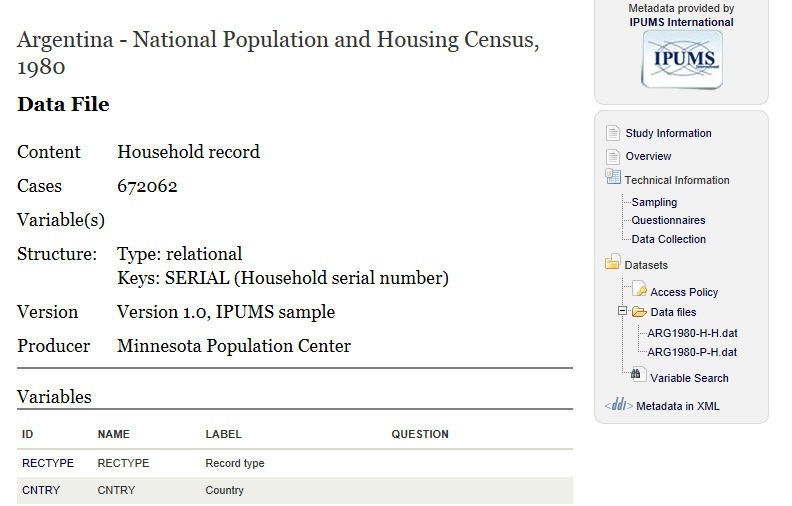 Argentina - National Population and Housing Census,
1980
Data File
Content Household record
Cases 672062
Variable(s)
Structure: Type: relational
Keys: SERIAL (Household serial number)
Version Version 1.0, IPUMS sample
Producer Minnesota Population Center
Variables
ID NAME LABEL QUESTION
RECTYPE RECTYPE Record type
CNTRY CNTRY Country
Metadata provided by
IPUMS International
IPUMS
International
Study Information
Overview
Technical Information
Sampling
Questionnaires
Data Collection
Datasets
Access Policy
Data files
ARG1980-H-H.dat
ARG1980-P-H.dat
Variable Search
<ddi> Metadata in XML